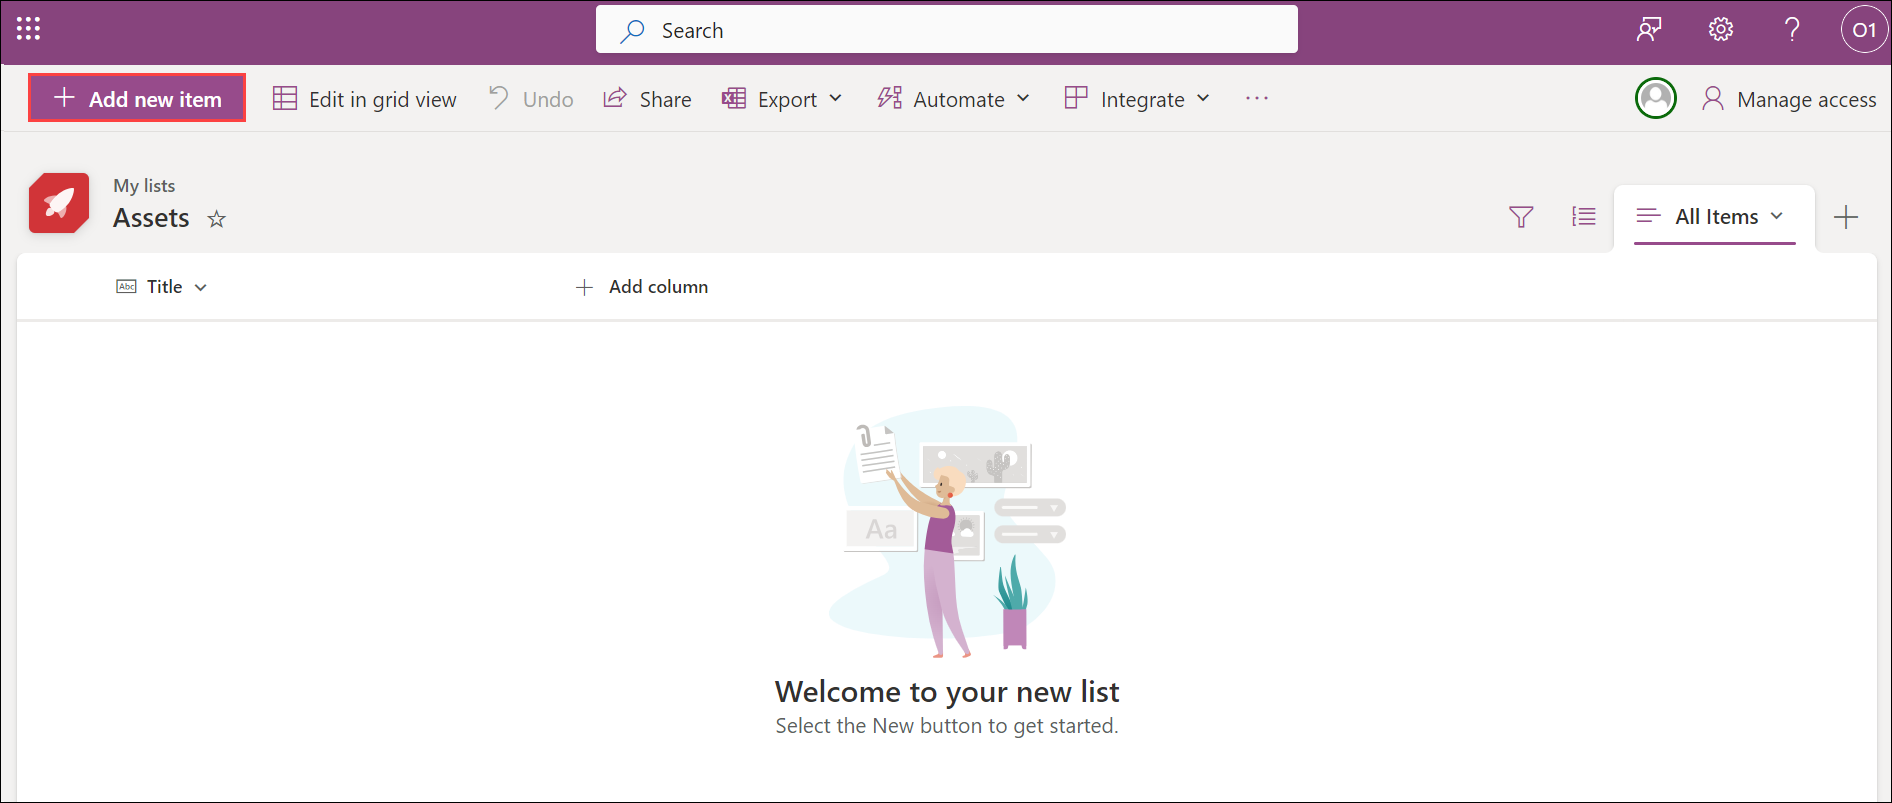 Search
O1
Add new item
Edit in grid view
Undo
Share
Export
Automate
Integrate
...
Manage access
My lists
Assets
All Items
Abc Title
Add column
Aa
Welcome to your new list
Select the New button to get started.